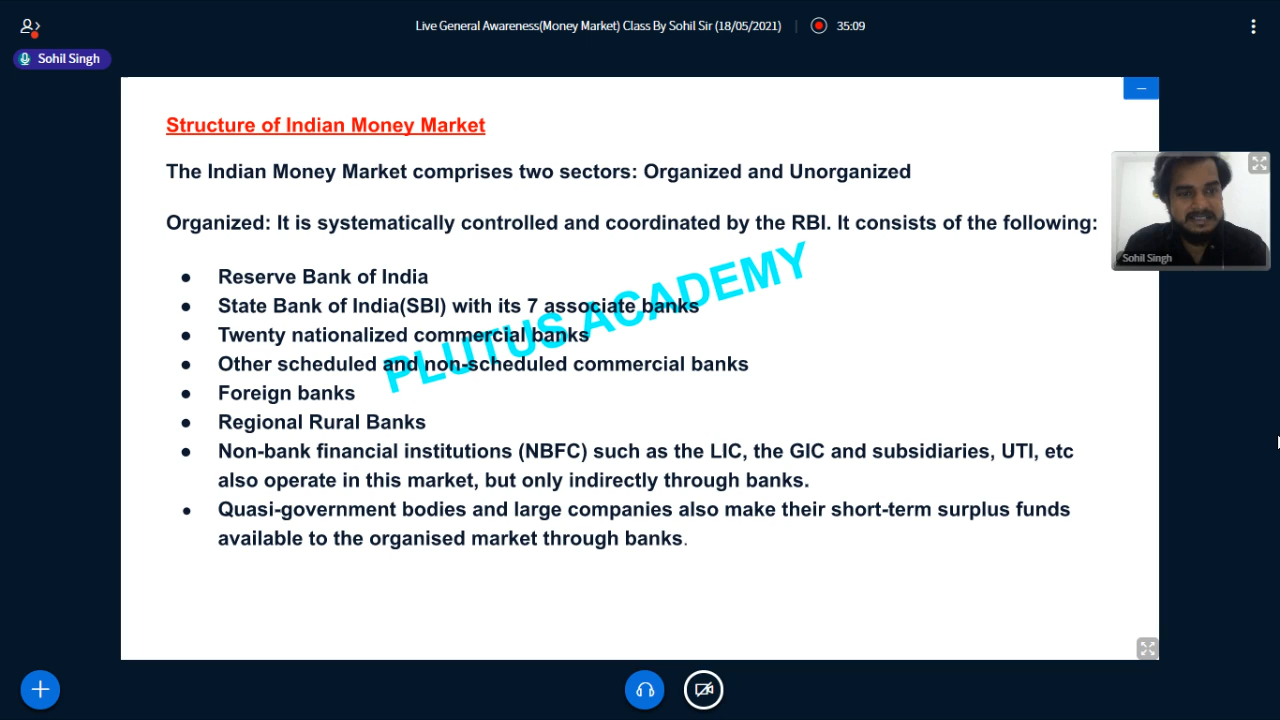 Live General Awareness(Money Market) Class By Sohil Sir (18/05/2021) | 35:09
Sohil Singh
Structure of Indian Money Market
The Indian Money Market comprises two sectors: Organized and Unorganized
Organized: It is systematically controlled and coordinated by the RBI. It consists of the following:
Sohil Singh
● Reserve Bank of India
● State Bank of India(SBI) with its 7 associate banks
● Twenty nationalized commercial banks
● Other scheduled and non-scheduled commercial banks
● Foreign banks
● Regional Rural Banks
● Non-bank financial institutions (NBFC) such as the LIC, the GIC and subsidiaries, UTI, etc
also operate in this market, but only indirectly through banks.
● Quasi-government bodies and large companies also make their short-term surplus funds
available to the organised market through banks.
PLUTUS ACADEMY